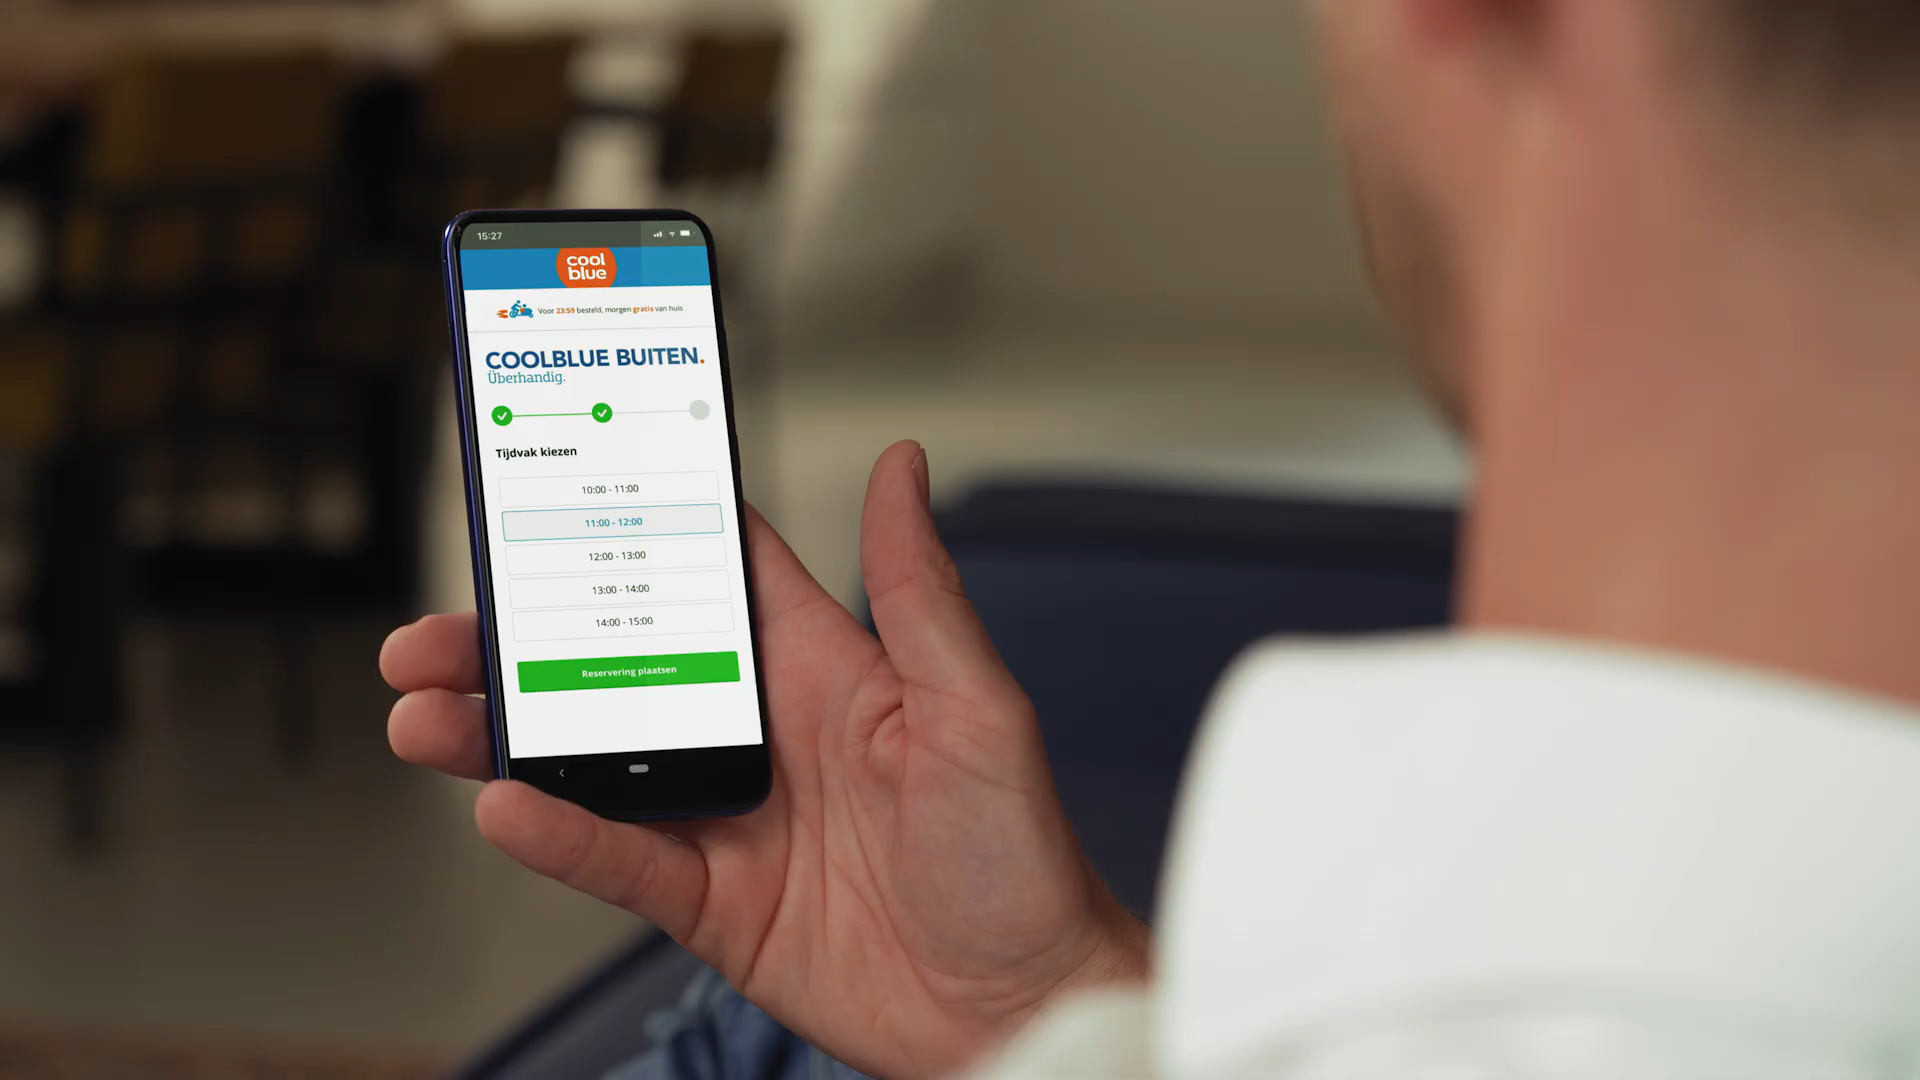 15:27
cool
blue
Voor 23:59 besteld, morgen gratis van huis
COOLBLUE BUITEN.
Überhandig.
Tijdvak kiezen
10:00 - 11:00
11:00 - 12:00
12:00 - 13:00
13:00 - 14:00
14:00 - 15:00
Reservering plaatsen